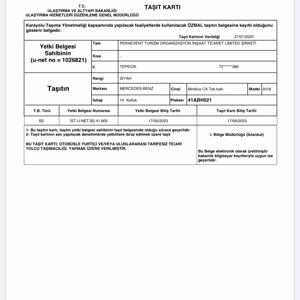 T.C.
ULAŞTIRMA VE ALTYAPI BAKANLIĞI
ULAŞTIRMA HİZMETLERİ DÜZENLEME GENEL MÜDÜRLÜĞÜ
TAŞIT KARTI
Karayolu Taşıma Yönetmeliği kapsamında yapılacak faaliyetlerde kullanılacak ÖZMAL taşıtın belgesine kayıtlı olduğunu
gösterir belgedir.
Taşıt Kartının Verildiği 27/07/2020
Yetki Belgesi
Sahibinin
(u-net no = 1026821)
Tam PERAEVENT TURİZM ORGANİZASYON İNŞAAT TİCARET LİMİTED ŞİRKETİ
Kısa -
V. TEPECİK 72******389
Taşıtın
Rengi SİYAH
Markası MERCEDES-BENZ Cinsi Minibüs CA Tek katlı Model 2018
İstiap 16 Koltuk Plakası 41ABH021
Y.B. Türü Yetki Belgesi Numarası Yetki Belgesi Bitiş Tarihi Taşıt Kartı Bitiş Tarihi
B2 İST.U-NET.B2.41.600 17/05/2023 17/05/2023
1- Bu taşıtın kartı, taşıtın yetki belgesi sahibinin taşıt belgesinde olduğu sürece geçerlidir.
2- Taşıt kartının aslı yapılacak denetimlerde yetkililere ibraz edilmek üzere taşıt
BU TAŞIT KARTI; OTOBÜSLE YURTİÇİ VE/VEYA ULUSLARARASI TARİFESİZ TİCARİ
YOLCU TAŞIMACILIĞI YAPMAK ÜZERE VERİLMİŞTİR.
I. Bölge Müdürlüğü (İstanbul)
Bu Belge elektronik olarak üretilmiştir
bakanlık bilgisayar kayıtlarıyla uygun ise
geçerlidir.